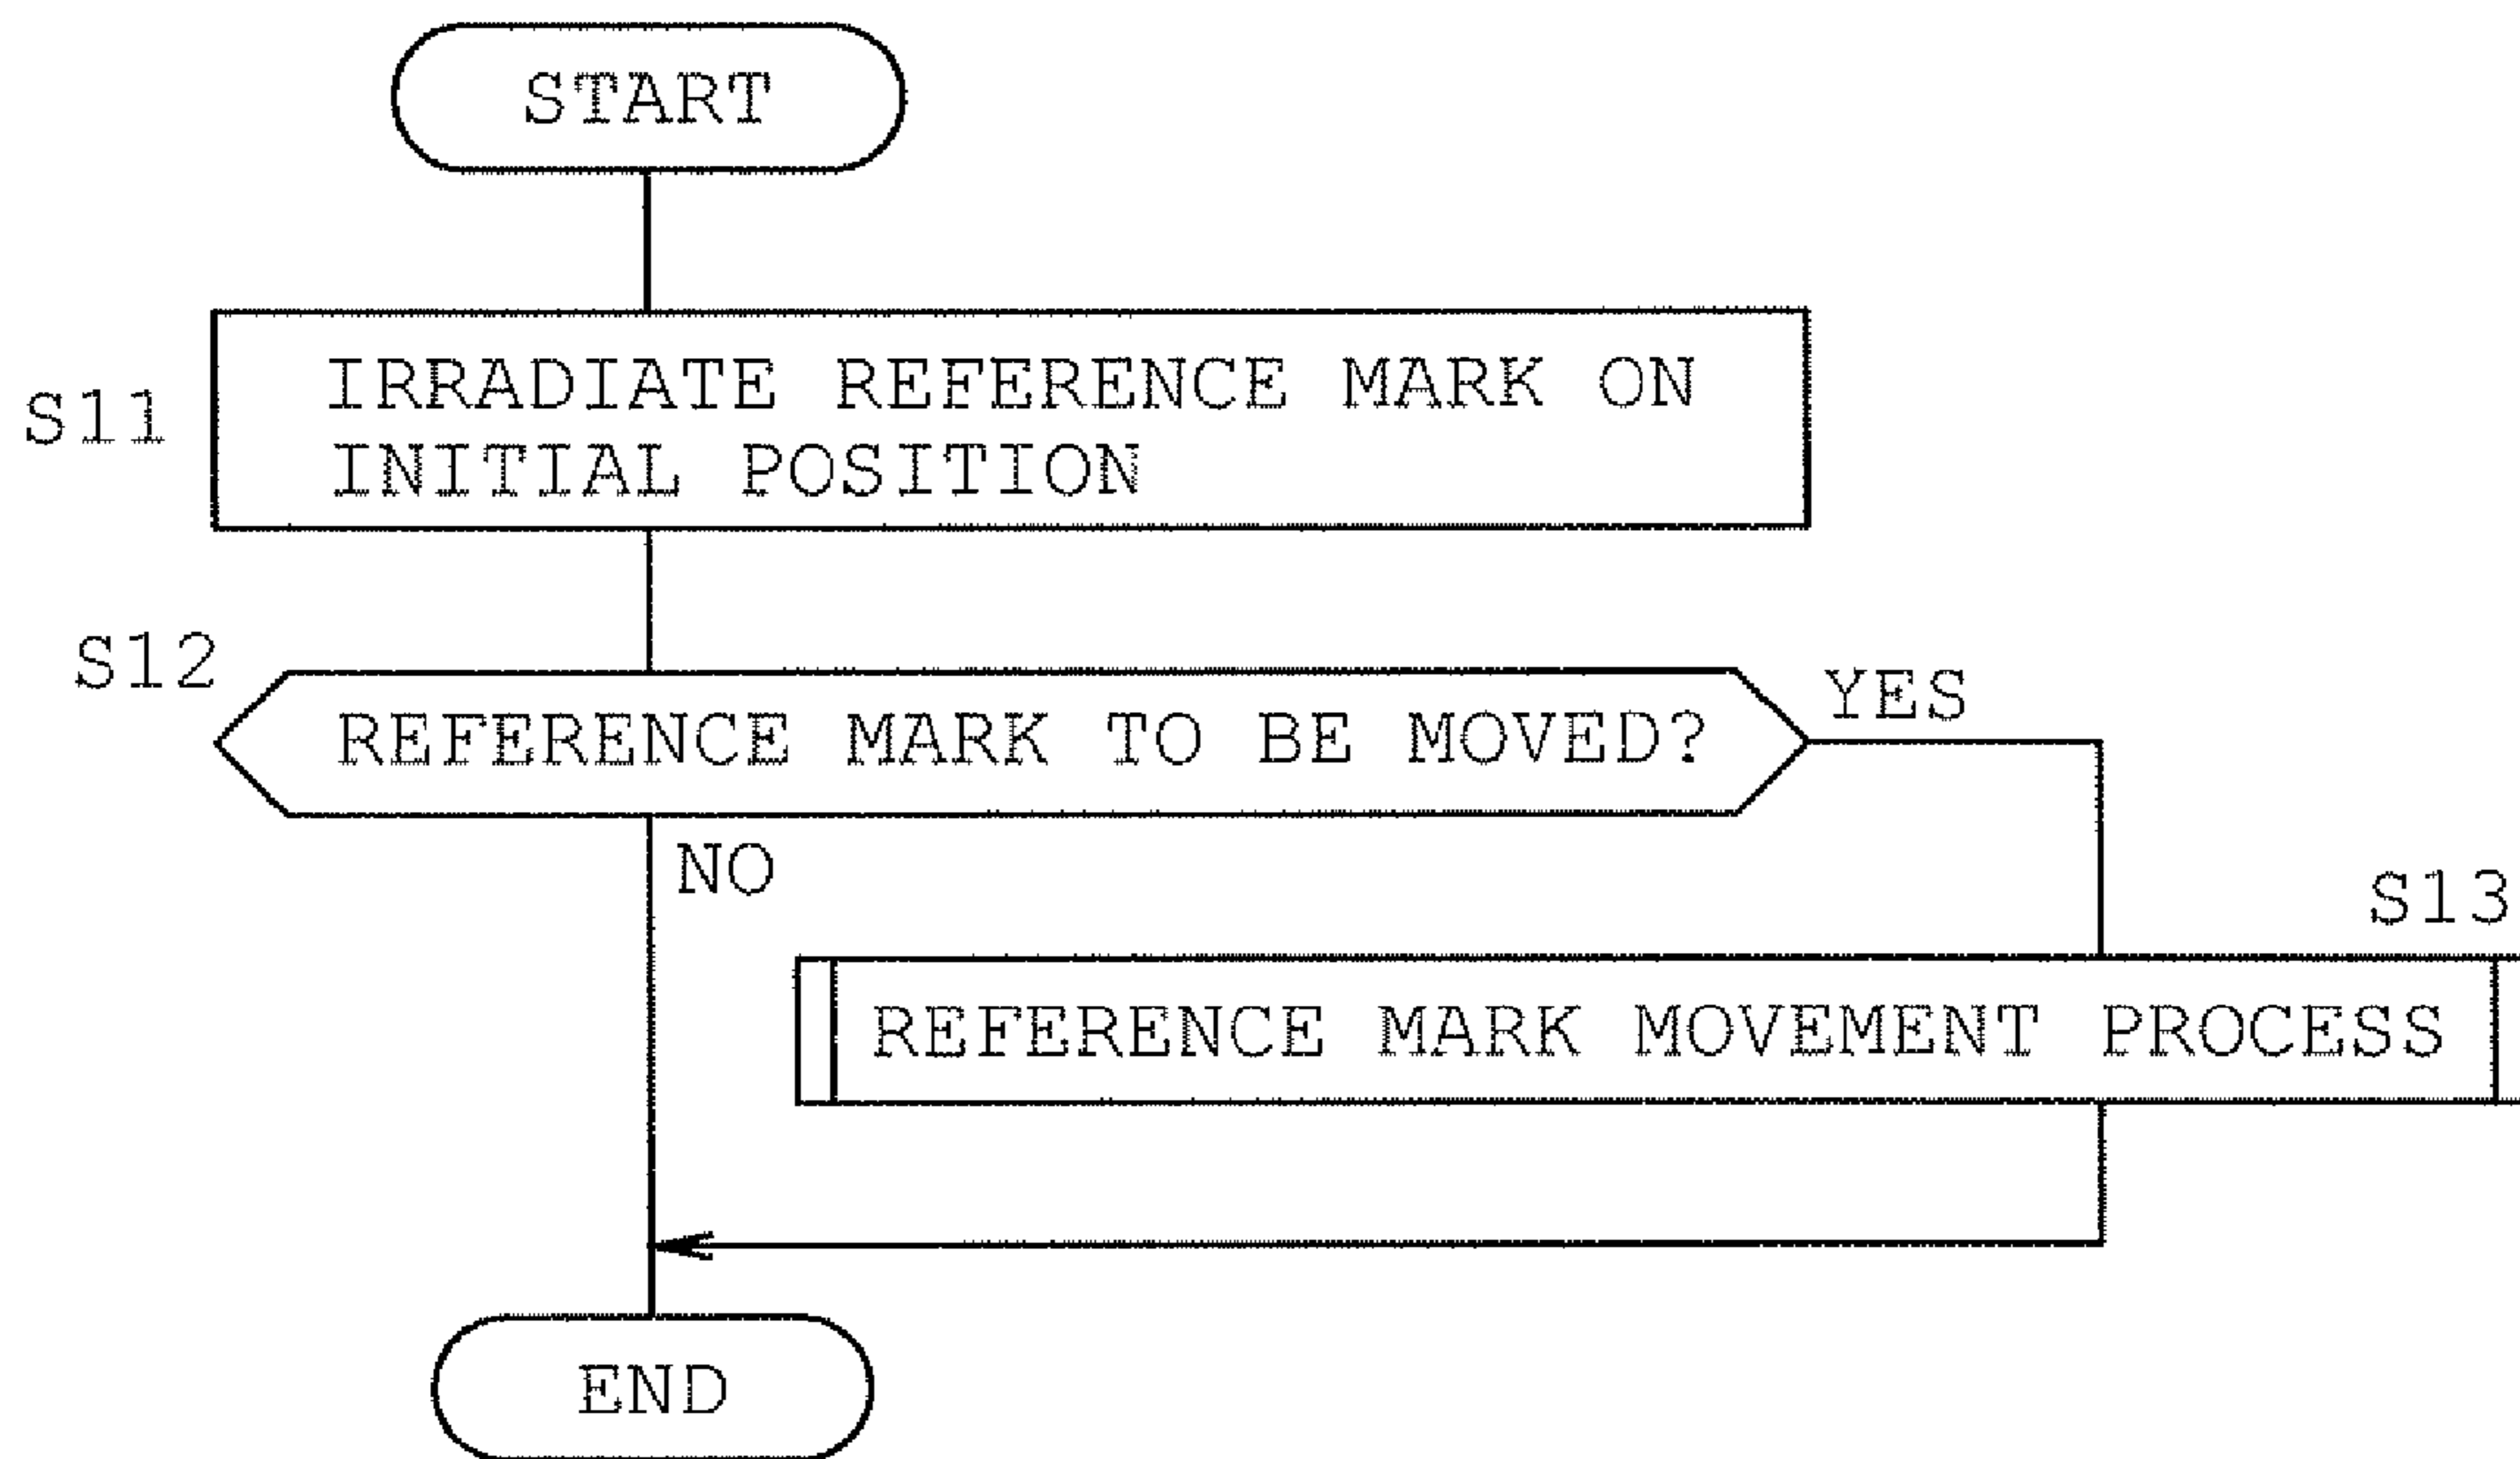 START
S11
IRRADIATE REFERENCE MARK ON
INITIAL POSITION
S12
REFERENCE MARK TO BE MOVED?
YES
NO
S13
REFERENCE MARK MOVEMENT PROCESS
END